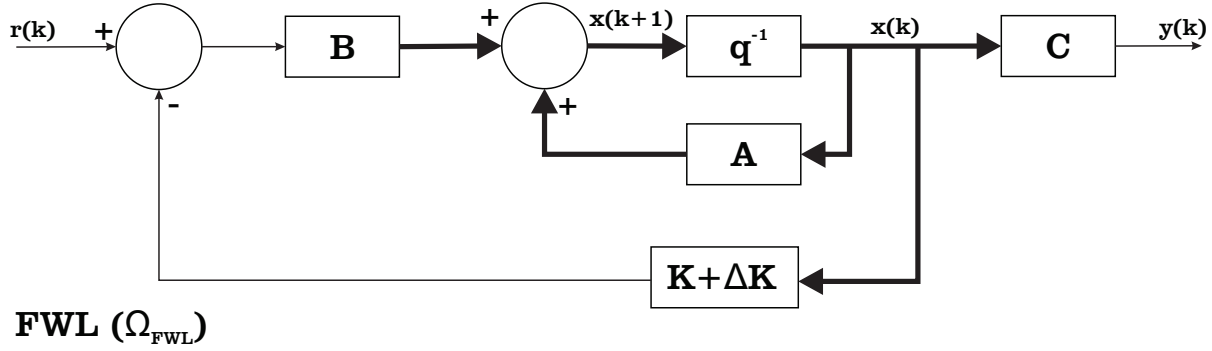 r(k)
+
-
B
+
+
x(k+1)
q⁻¹
x(k)
C
y(k)
A
K+ΔK
FWL (Ω_FWL)